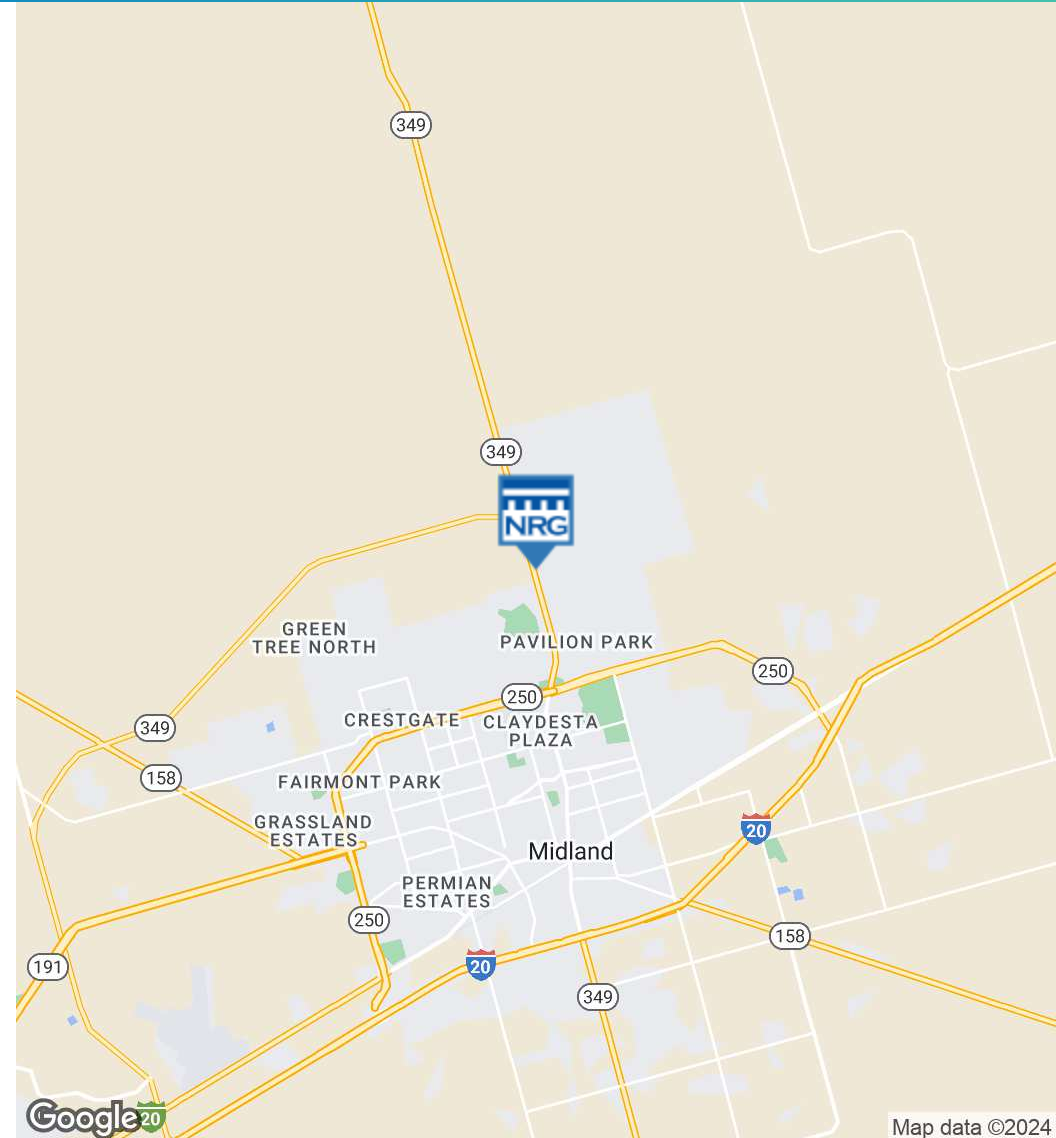 349
349
NRG
GREEN
TREE NORTH
PAVILION PARK
250
250
349
CRESTGATE
CLAYDESTA
PLAZA
158
FAIRMONT PARK
GRASSLAND
ESTATES
20
Midland
PERMIAN
ESTATES
250
158
191
20
349
Google
20
Map data ©2024